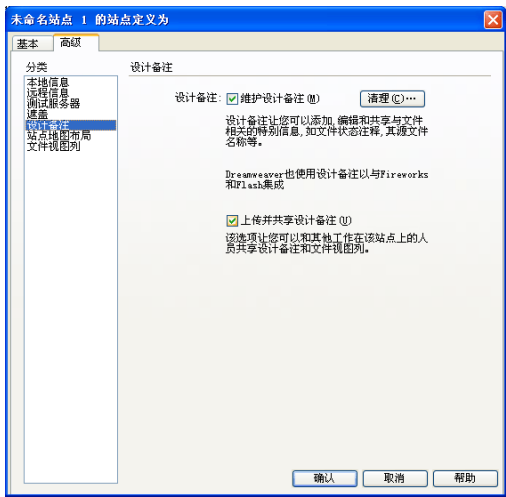 未命名站点 1 的站点定义为
基本 高级
分类
本地信息
远程信息
测试服务器
遮盖
设计备注
站点地图布局
文件视图列
设计备注
设计备注: 维护设计备注(M) 清理(C)…
设计备注让您可以添加, 编辑和共享与文件
相关的特别信息, 如文件状态注释, 其源文件
名称等。
Dreamweaver也使用设计备注以与Fireworks
和Flash集成
上传并共享设计备注(U)
该选项让您可以和其他工作在该站点上的人
员共享设计备注和文件视图列。
确认 取消 帮助